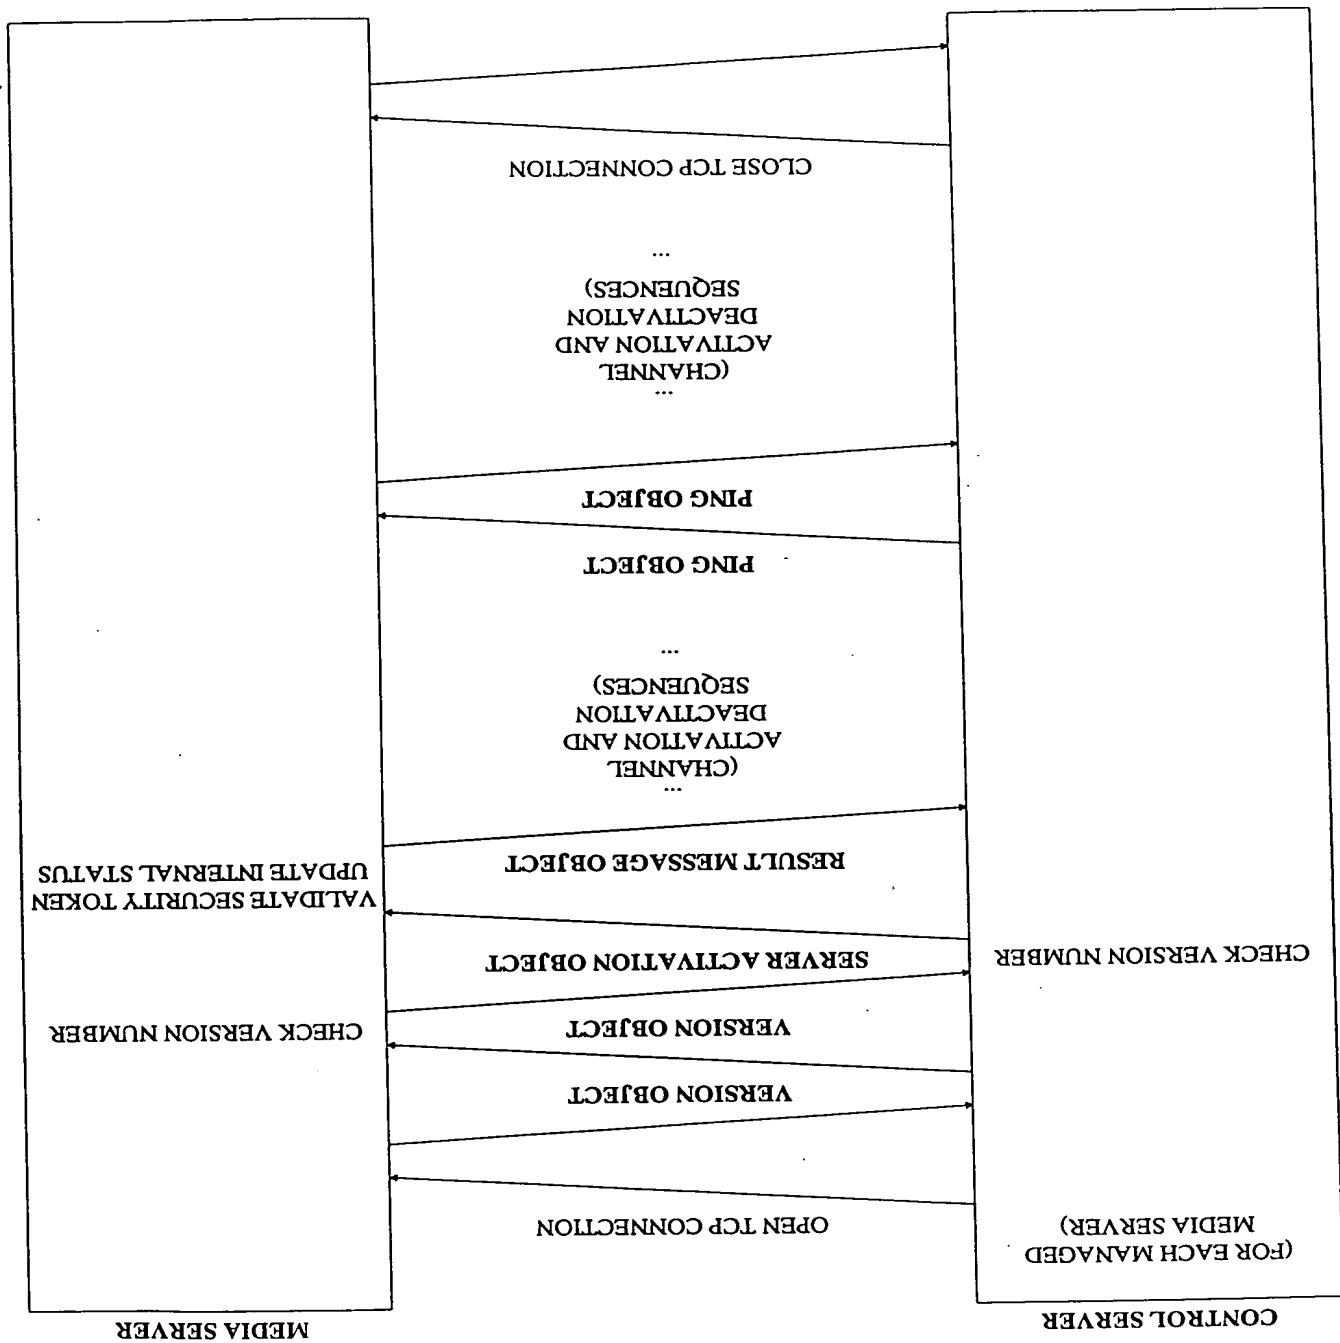 CONTROL SERVER
MEDIA SERVER
(FOR EACH MANAGED
MEDIA SERVER)
OPEN TCP CONNECTION
VERSION OBJECT
VERSION OBJECT
CHECK VERSION NUMBER
CHECK VERSION NUMBER
SERVER ACTIVATION OBJECT
VALIDATE SECURITY TOKEN
UPDATE INTERNAL STATUS
RESULT MESSAGE OBJECT
...
(CHANNEL
ACTIVATION AND
DEACTIVATION
SEQUENCES)
...
PING OBJECT
PING OBJECT
...
(CHANNEL
ACTIVATION AND
DEACTIVATION
SEQUENCES)
...
CLOSE TCP CONNECTION